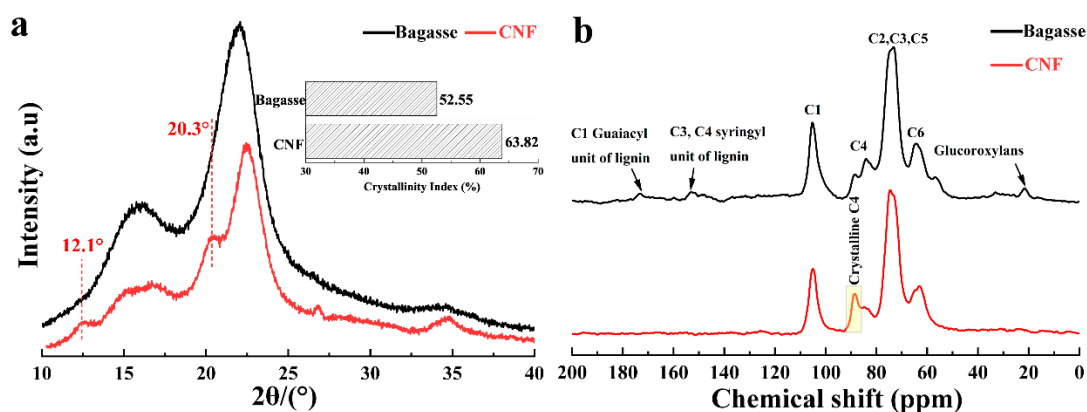 a
Bagasse CNF
Intensity (a.u)
12.1°
20.3°
Bagasse
52.55
CNF
63.82
30 40 50 60 70
Crystallinity Index (%)
10 15 20 25 30 35 40
2θ/(°)
b
Bagasse
CNF
C2,C3,C5
C1
C4
C6
C1 Guaiacyl
unit of lignin
C3, C4 syringyl
unit of lignin
Glucoroxylans
Crystalline C4
200 180 160 140 120 100 80 60 40 20 0
Chemical shift (ppm)